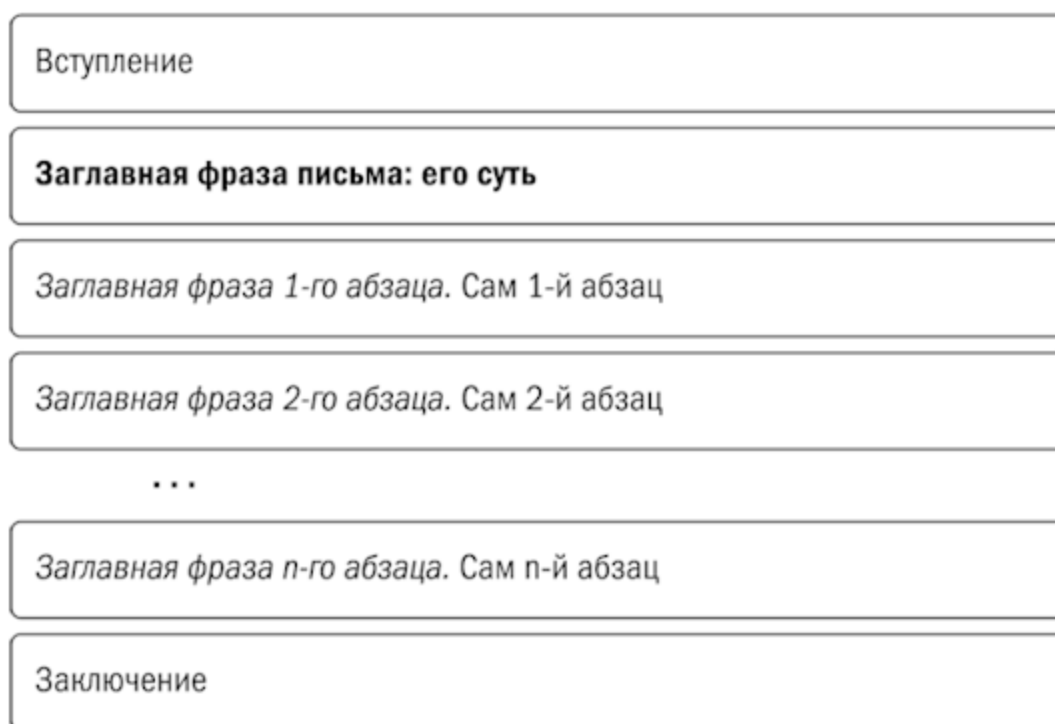 Вступление
Заглавная фраза письма: его суть
Заглавная фраза 1-го абзаца. Сам 1-й абзац
Заглавная фраза 2-го абзаца. Сам 2-й абзац
...
Заглавная фраза n-го абзаца. Сам n-й абзац
Заключение